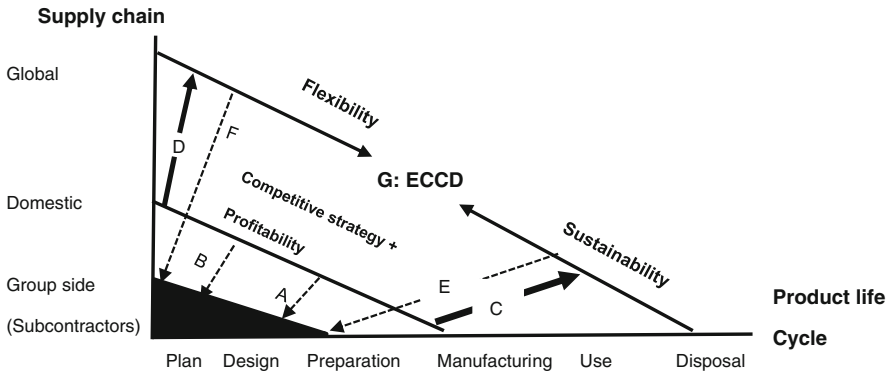 Supply chain
Global
Flexibility
D
F
G: ECCD
Competitive strategy +
Domestic
Profitability
Sustainability
B
Group side
E
A
C
Product life
(Subcontractors)
Cycle
Plan Design Preparation Manufacturing Use Disposal